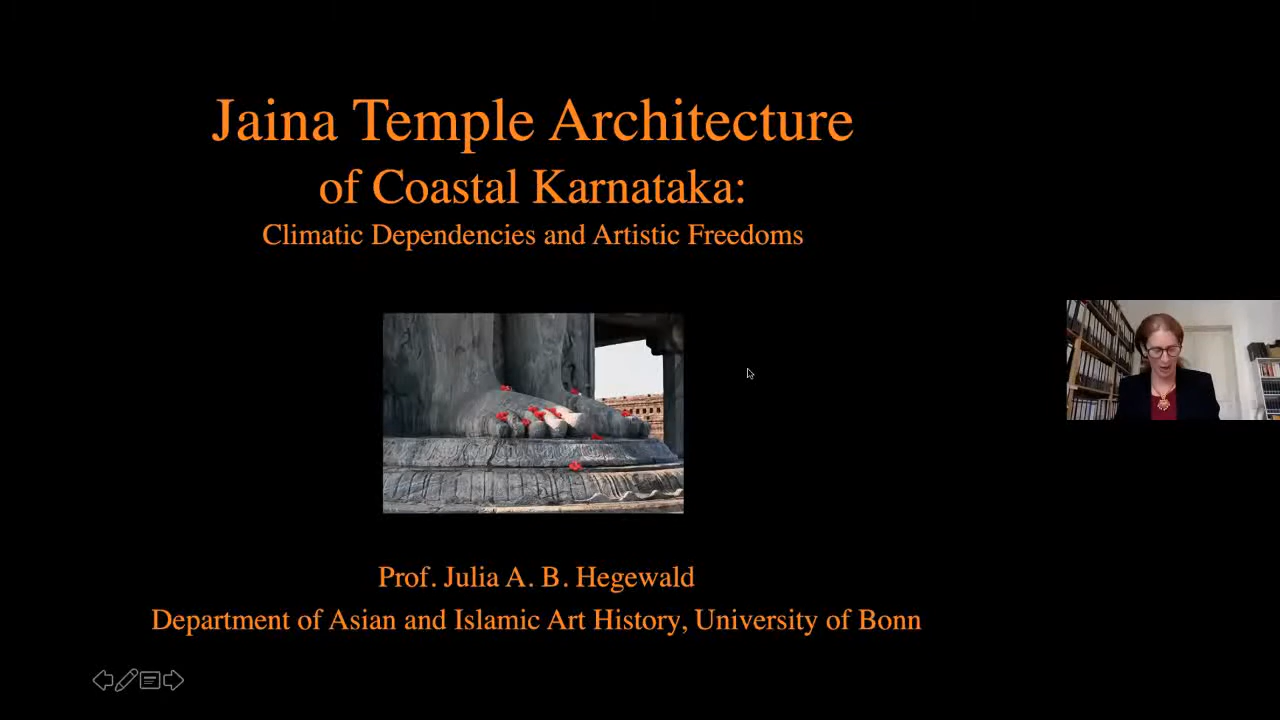 Jaina Temple Architecture
of Coastal Karnataka:
Climatic Dependencies and Artistic Freedoms
Prof. Julia A. B. Hegewald
Department of Asian and Islamic Art History, University of Bonn